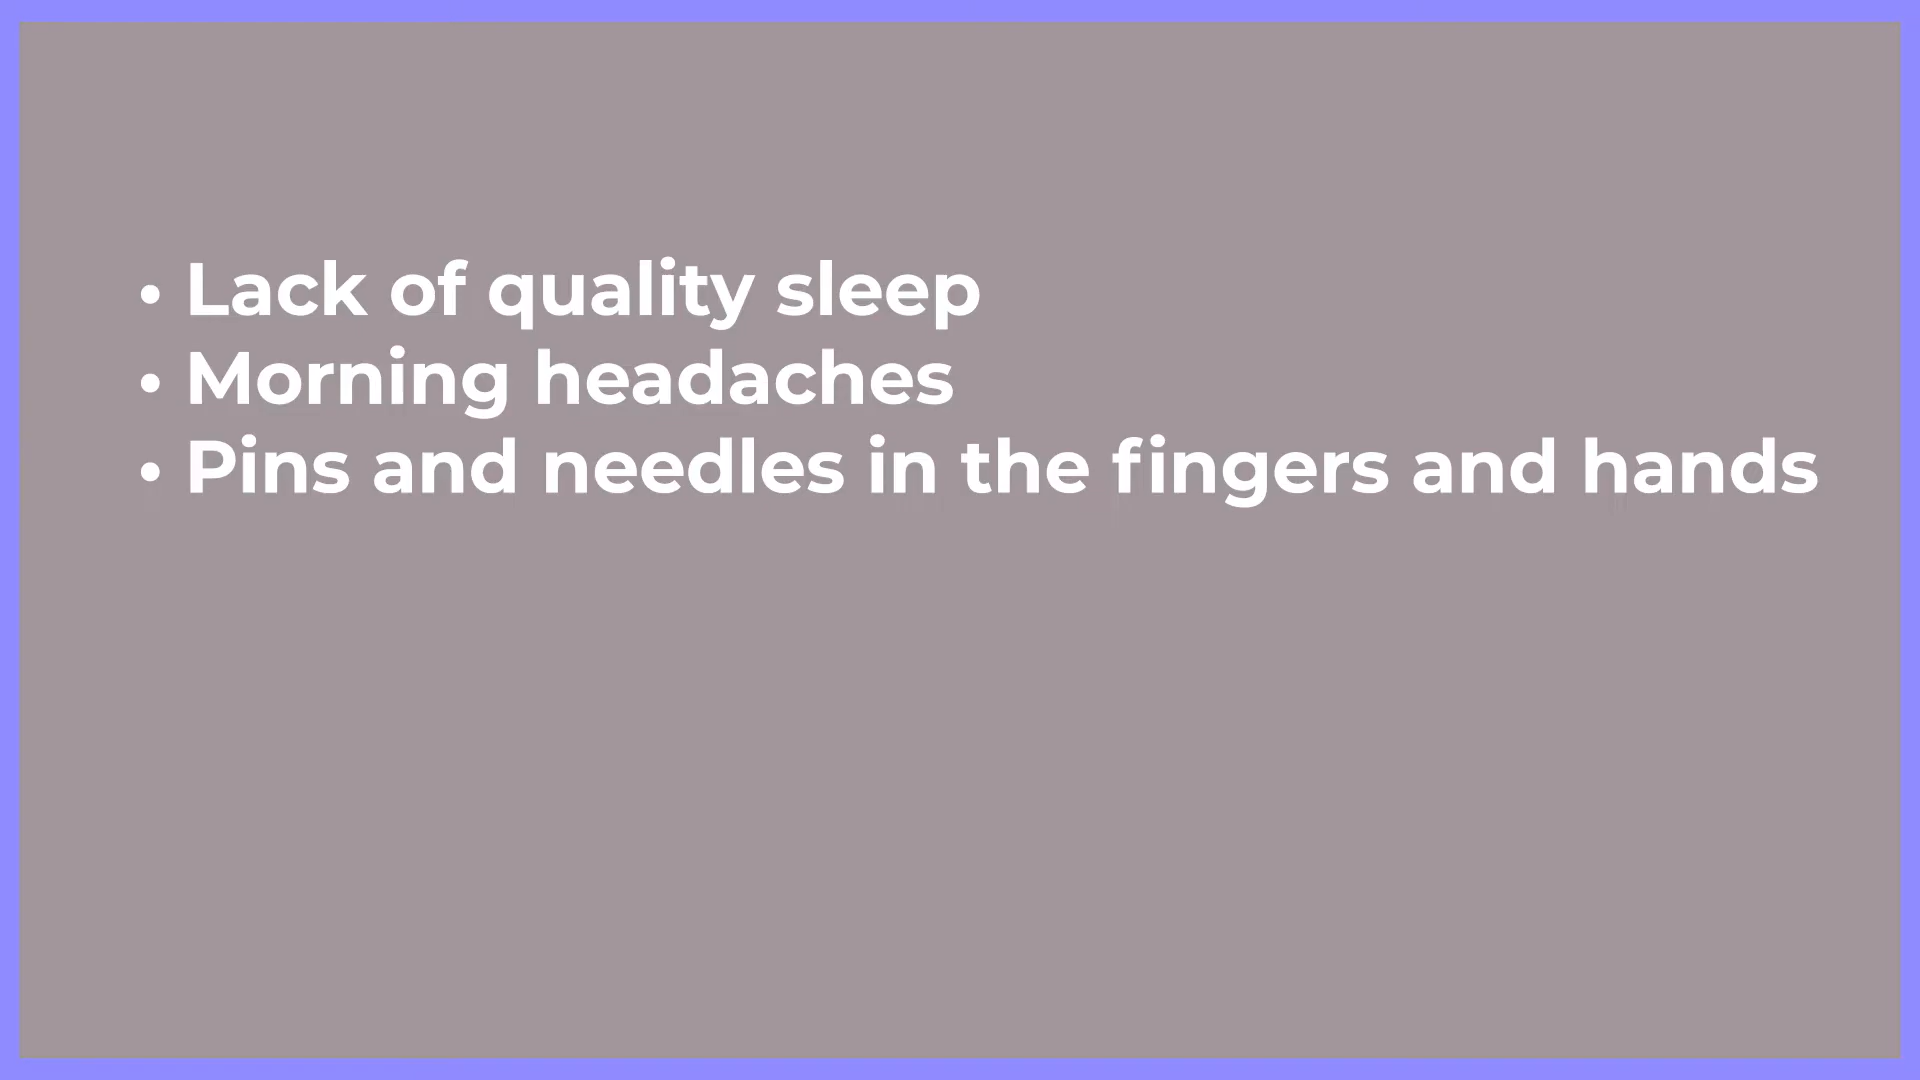 • Lack of quality sleep
• Morning headaches
• Pins and needles in the fingers and hands